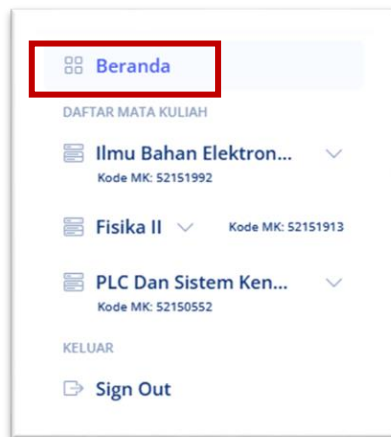 Beranda
DAFTAR MATA KULIAH
Ilmu Bahan Elektron...
Kode MK: 52151992
Fisika II Kode MK: 52151913
PLC Dan Sistem Ken...
Kode MK: 52150552
KELUAR
Sign Out